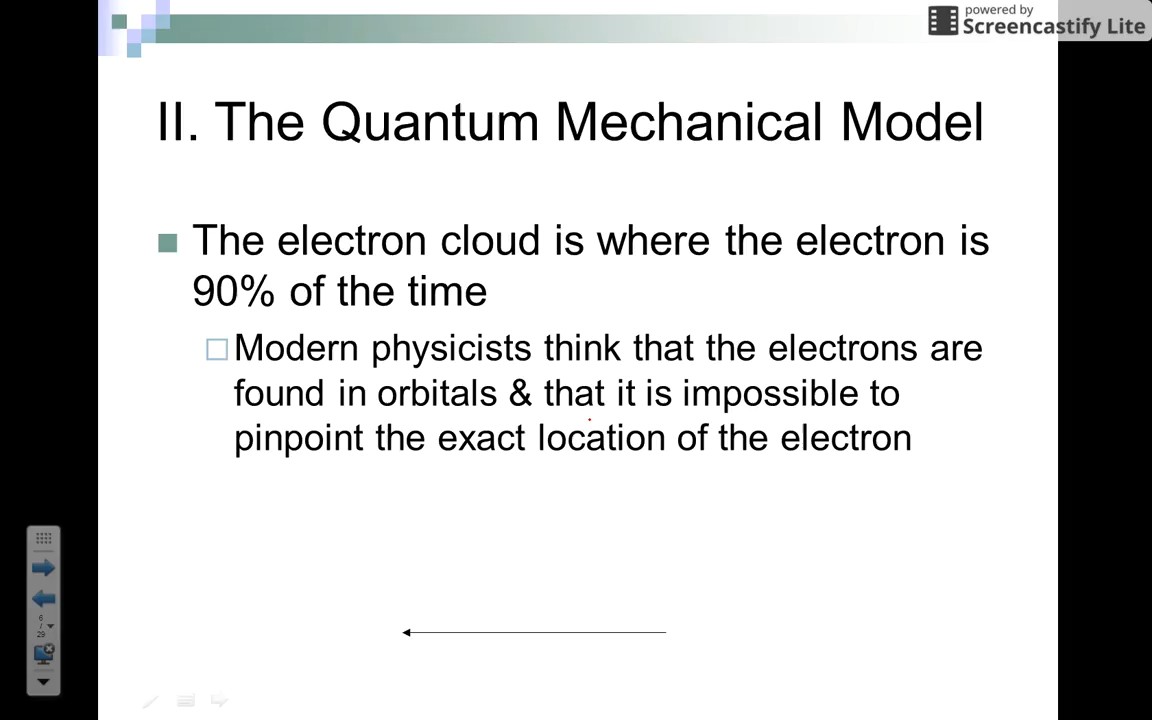 powered by
Screencastify Lite
II. The Quantum Mechanical Model
The electron cloud is where the electron is
90% of the time
Modern physicists think that the electrons are
found in orbitals & that it is impossible to
pinpoint the exact location of the electron
6
/
29